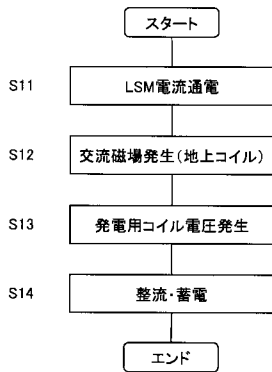 スタート
S11 LSM電流通電
S12 交流磁場発生(地上コイル)
S13 発電用コイル電圧発生
S14 整流・蓄電
エンド